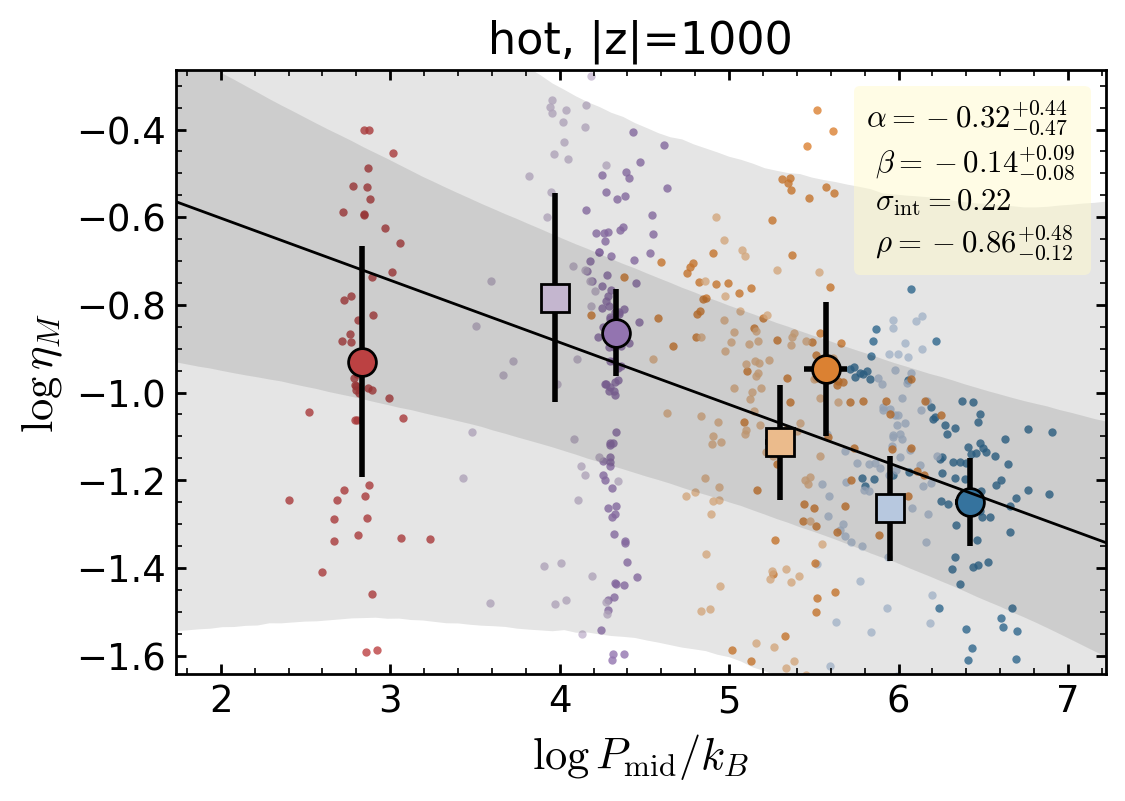 hot, |z|=1000
α = −0.32^{+0.44}_{−0.47}
β = −0.14^{+0.09}_{−0.08}
σ_int = 0.22
ρ = −0.86^{+0.48}_{−0.12}
log η_M
−0.4
−0.6
−0.8
−1.0
−1.2
−1.4
−1.6
2 3 4 5 6 7
log P_mid/k_B